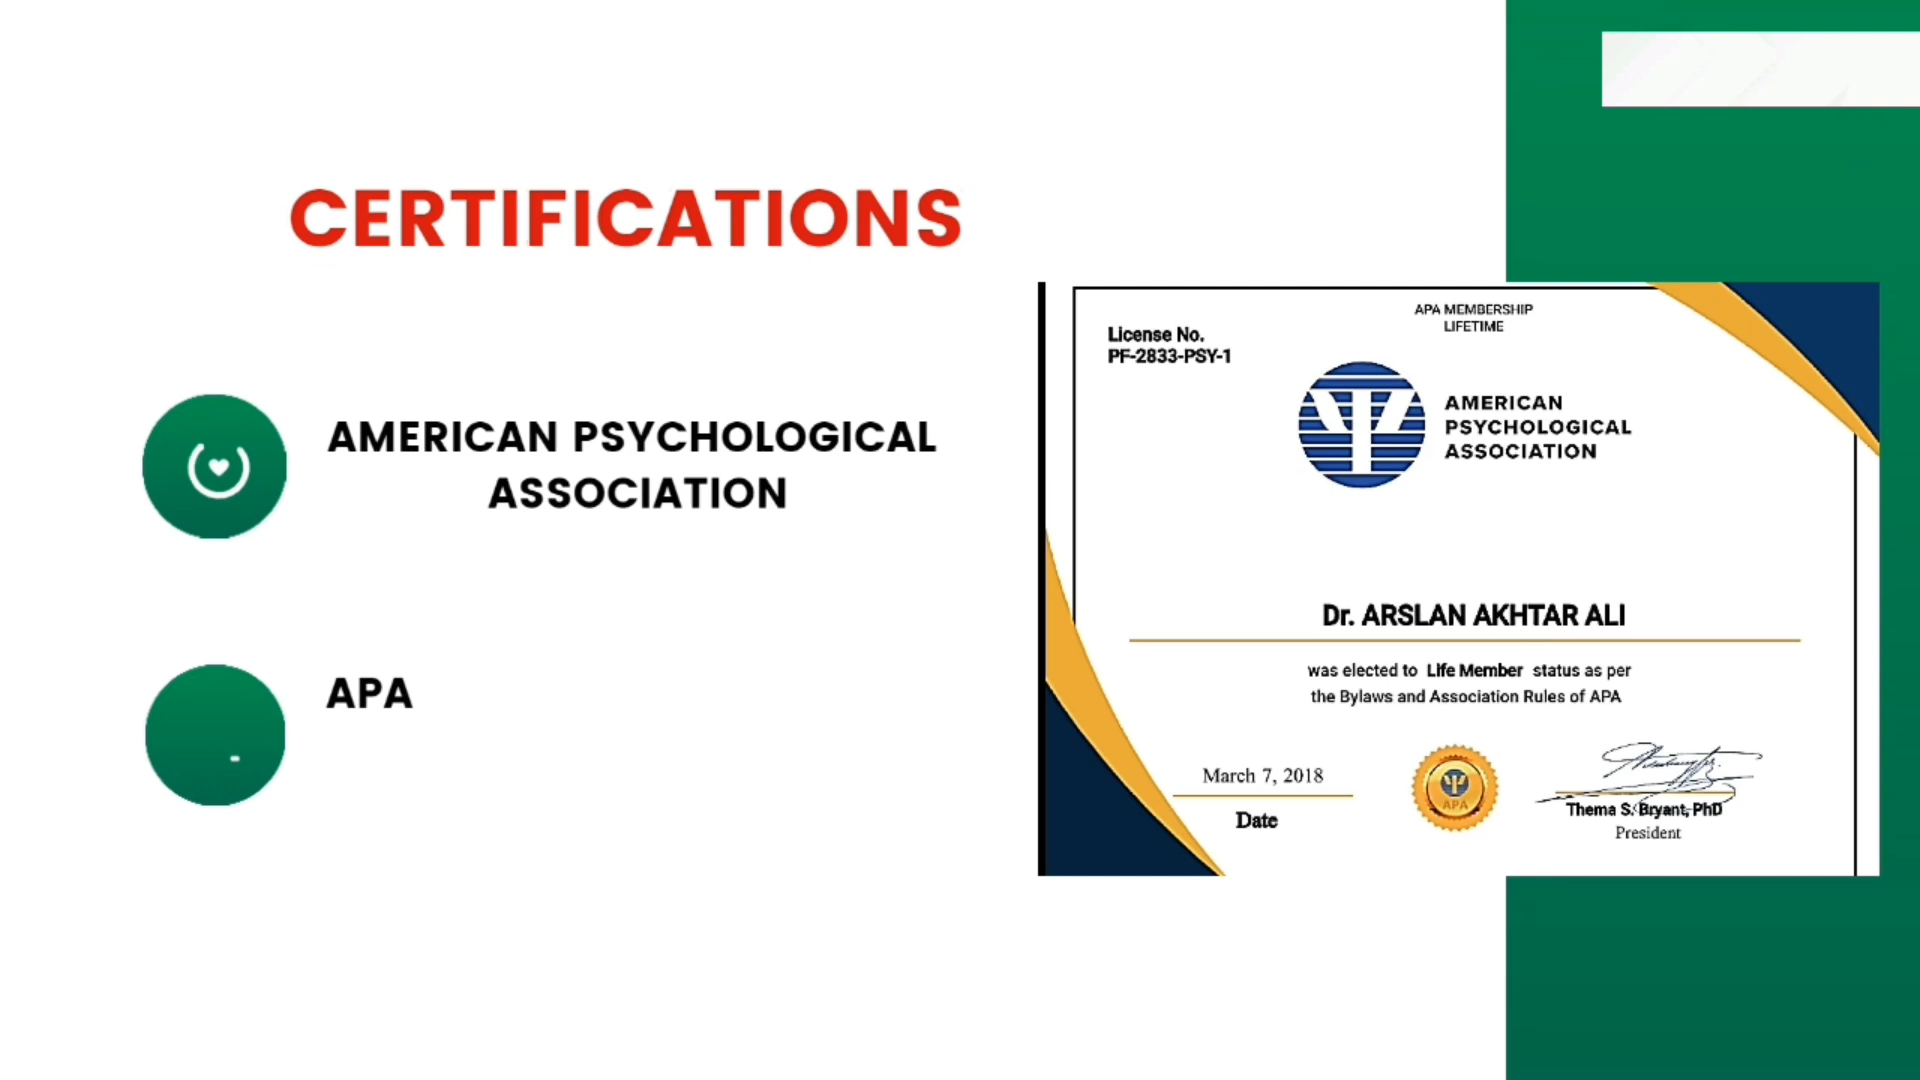 CERTIFICATIONS
AMERICAN PSYCHOLOGICAL
ASSOCIATION
APA
APA MEMBERSHIP
LIFETIME
License No.
PF-2833-PSY-1
AMERICAN
PSYCHOLOGICAL
ASSOCIATION
Dr. ARSLAN AKHTAR ALI
was elected to Life Member status as per
the Bylaws and Association Rules of APA
March 7, 2018
Date
APA
Thema S. Bryant, PhD
President